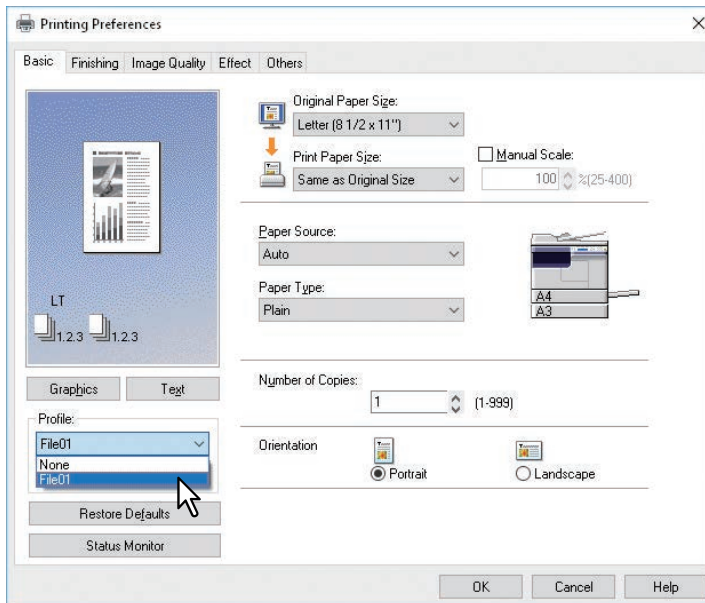 Printing Preferences
Basic Finishing Image Quality Effect Others
LT
1.2.3 1.2.3
Graphics Text
Profile:
File01
None
File01
Restore Defaults
Status Monitor
Original Paper Size:
Letter (8 1/2 x 11")
Print Paper Size:
Same as Original Size
Manual Scale:
100 %(25-400)
Paper Source:
Auto
Paper Type:
Plain
A4
A3
Number of Copies:
1 (1-999)
Orientation
Portrait Landscape
OK Cancel Help